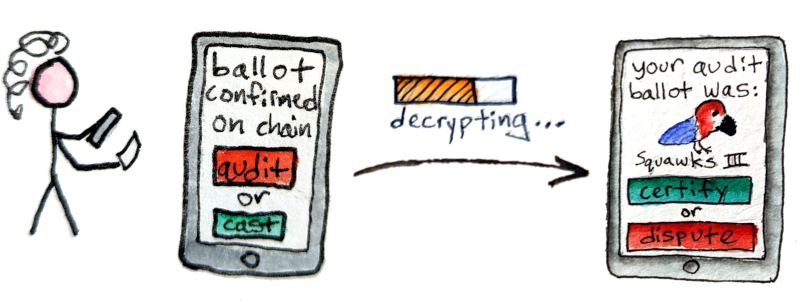 ballot
confirmed
on chain
audit
or
cast
decrypting...
your audit
ballot was:
Squawks III
certify
or
dispute